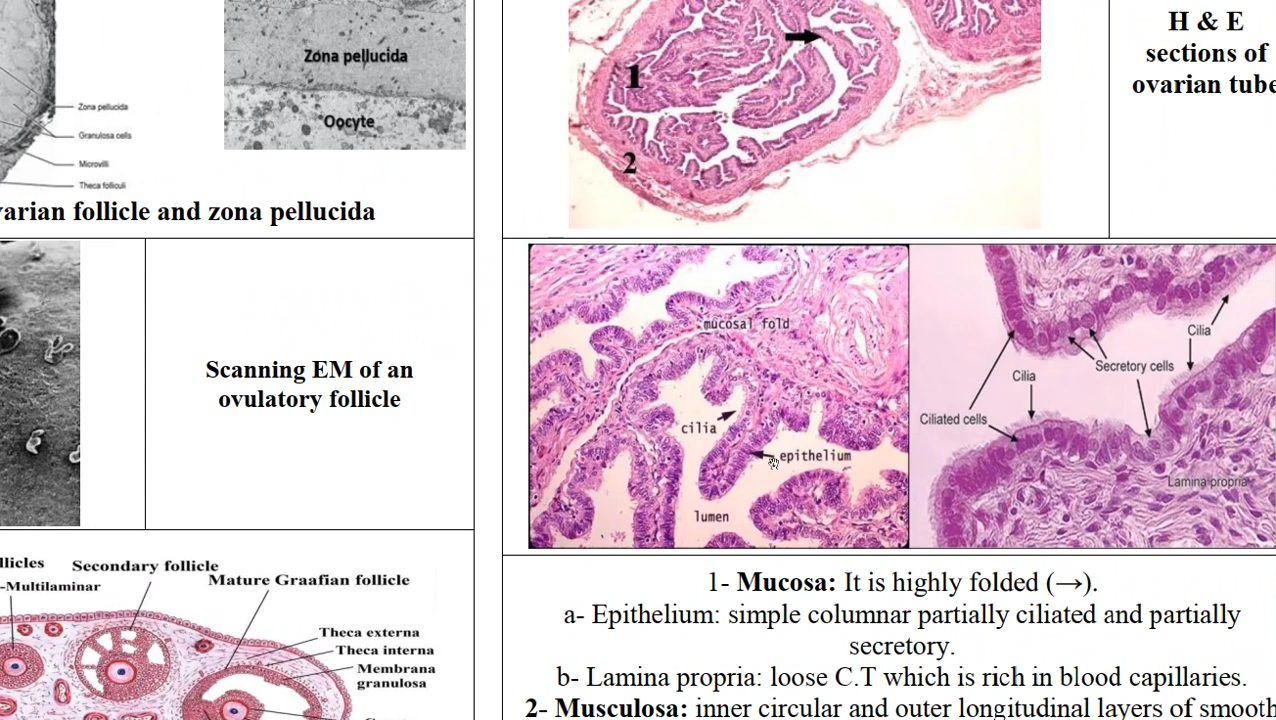 Zona pellucida
Oocyte
Zona pellucida
Granulosa cells
Microvilli
Theca folliculi
varian follicle and zona pellucida
Scanning EM of an
ovulatory follicle
llicles
Secondary follicle
-Multilaminar
Mature Graafian follicle
Theca externa
Theca interna
Membrana
granulosa
1
2
H & E
sections of
ovarian tube
mucosal fold
cilia
epithelium
lumen
Cilia
Secretory cells
Cilia
Ciliated cells
Lamina propria
1- Mucosa: It is highly folded (→).
a- Epithelium: simple columnar partially ciliated and partially
secretory.
b- Lamina propria: loose C.T which is rich in blood capillaries.
2- Musculosa: inner circular and outer longitudinal layers of smooth